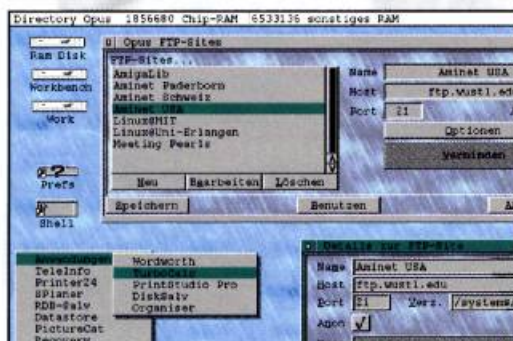 Directory Opus 1856680 Chip-RAM 6533136 sonstiges RAM
Opus FTP-Sites
Ram Disk
Workbench
Work
Prefs
Shell
FTP-Sites...
AmigaLib
Aminet Paderborn
Aminet Schweiz
Aminet USA
Linux@MIT
Linux@Uni-Erlangen
Meeting Pearls
Neu Bearbeiten Löschen
Name Aminet USA
Host ftp.wustl.edu
Port 21
Optionen
Verbinden
Speichern Benutzen
Anwendungen
TeleInfo
Printer24
SPlaner
RDB-Salv
Datastore
PictureCat
Wordworth
TurboCalc
PrintStudio Pro
DiskSalv
Organiser
Details zur FTP-Site
Name Aminet USA
Host ftp.wustl.edu
Port 21 Verz. /systems/
Anon